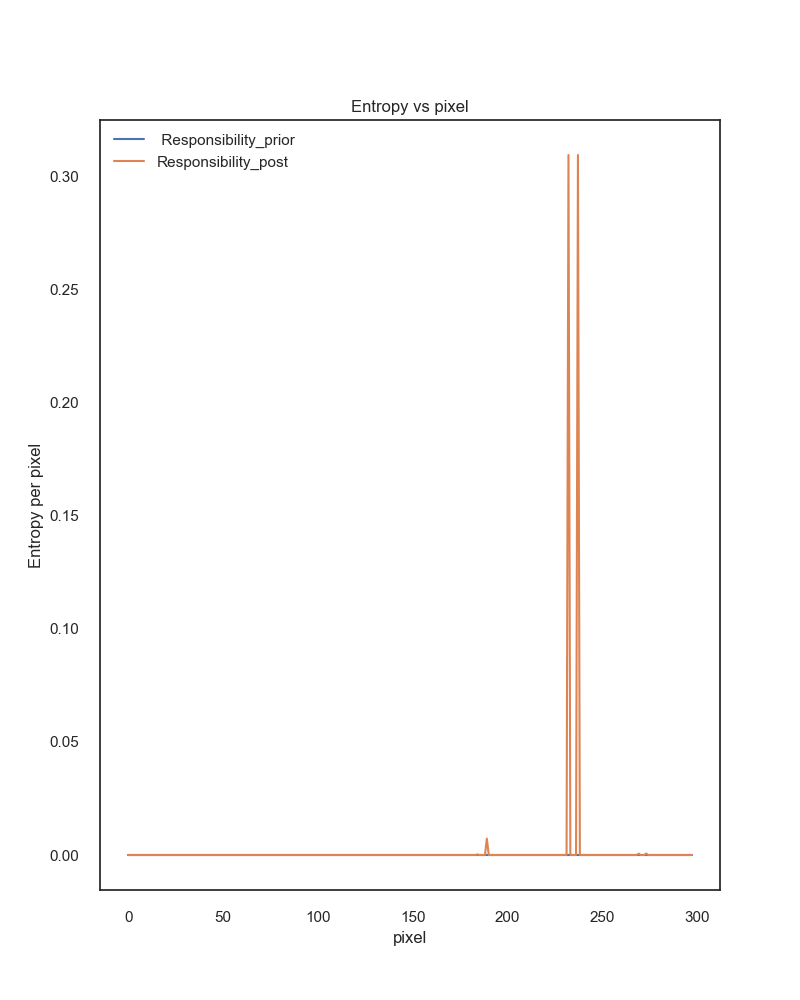 Entropy vs pixel
Responsibility_prior
Responsibility_post
0.30
0.25
0.20
0.15
0.10
0.05
0.00
Entropy per pixel
0 50 100 150 200 250 300
pixel